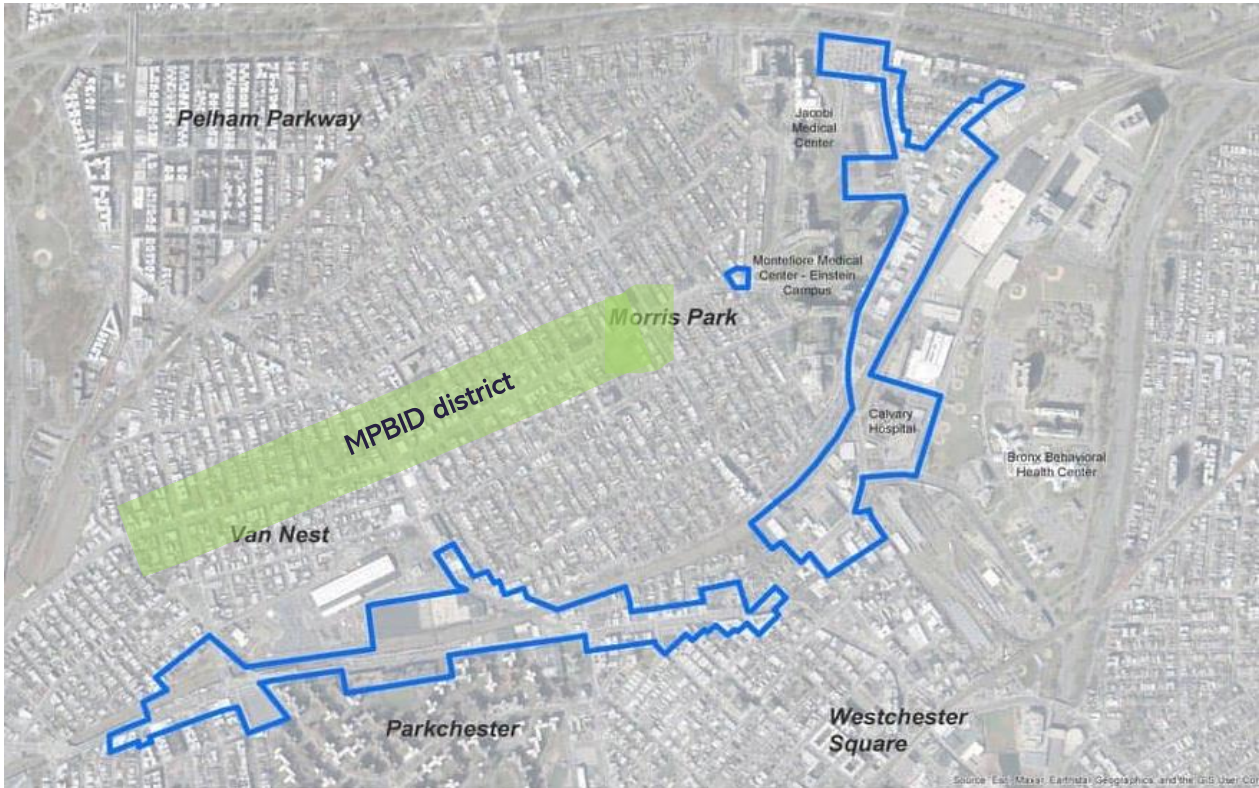 Pelham Parkway
Jacobi
Medical
Center
Montefiore Medical
Center - Einstein
Campus
Morris Park
MPBID district
Calvary
Hospital
Bronx Behavioral
Health Center
Van Nest
Parkchester
Westchester
Square
Source: Esri, Maxar, Earthstar Geographics, and the GIS User Com